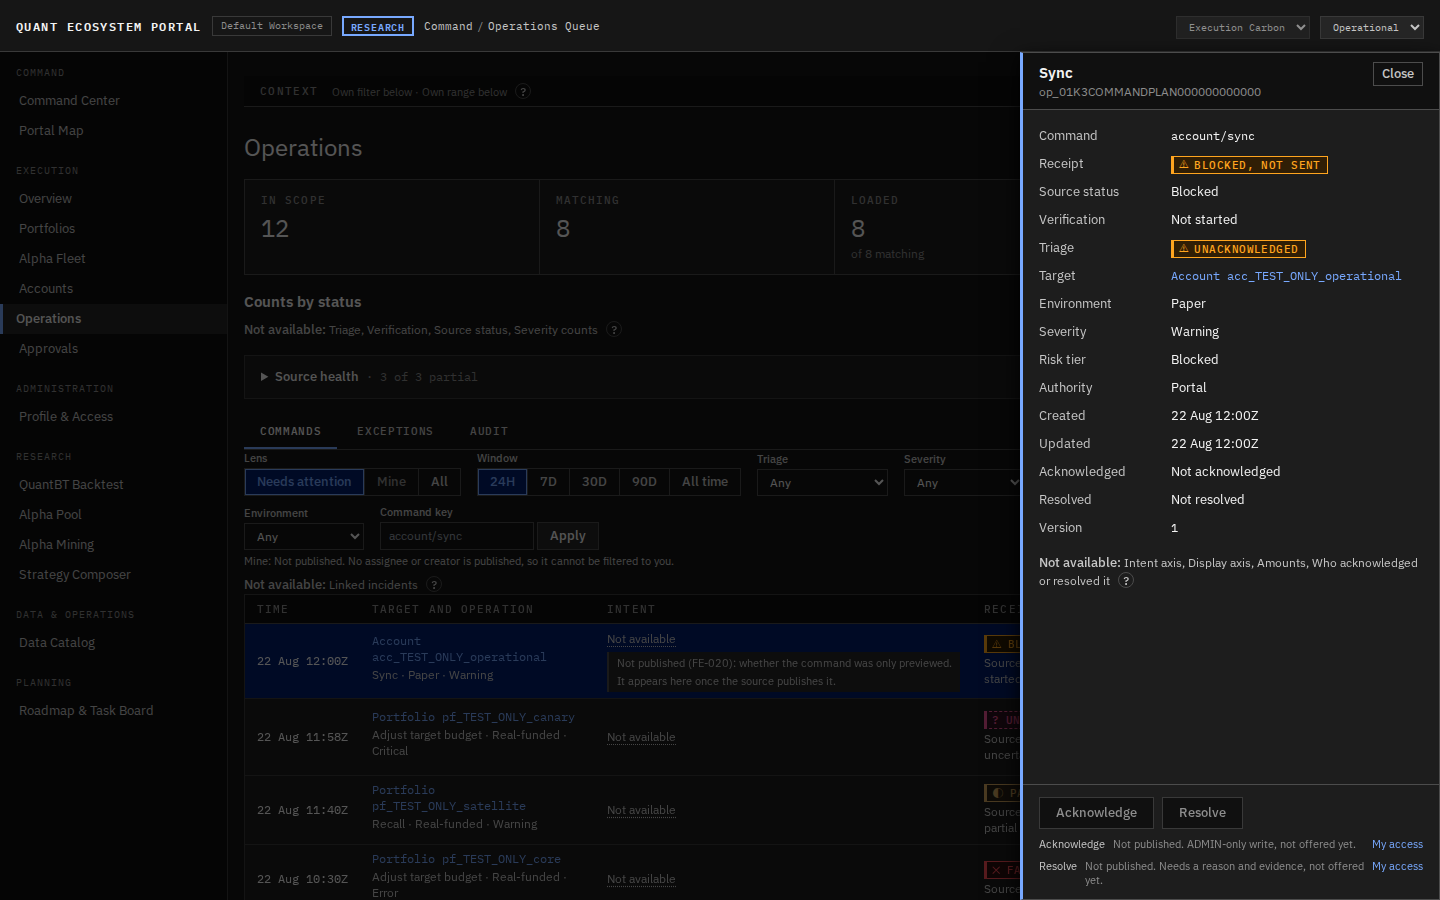 QUANT ECOSYSTEM PORTAL
Default Workspace
RESEARCH
Command / Operations Queue
Execution Carbon
Operational
COMMAND
Command Center
Portal Map
EXECUTION
Overview
Portfolios
Alpha Fleet
Accounts
Operations
Approvals
ADMINISTRATION
Profile & Access
RESEARCH
QuantBT Backtest
Alpha Pool
Alpha Mining
Strategy Composer
DATA & OPERATIONS
Data Catalog
PLANNING
Roadmap & Task Board
CONTEXT Own filter below · Own range below ?
Operations
IN SCOPE
12
MATCHING
8
LOADED
8
of 8 matching
Counts by status
Not available: Triage, Verification, Source status, Severity counts ?
Source health · 3 of 3 partial
COMMANDS EXCEPTIONS AUDIT
Lens
Needs attention Mine All
Window
24H 7D 30D 90D All time
Triage
Any
Severity
Any
Environment
Any
Command key
account/sync
Apply
Mine: Not published. No assignee or creator is published, so it cannot be filtered to you.
Not available: Linked incidents ?
TIME TARGET AND OPERATION INTENT
22 Aug 12:00Z
Account
acc_TEST_ONLY_operational
Sync · Paper · Warning
Not available
Not published (FE-020): whether the command was only previewed.
It appears here once the source publishes it.
22 Aug 11:58Z
Portfolio pf_TEST_ONLY_canary
Adjust target budget · Real-funded ·
Critical
Not available
22 Aug 11:40Z
Portfolio
pf_TEST_ONLY_satellite
Recall · Real-funded · Warning
Not available
partial
22 Aug 10:30Z
Portfolio pf_TEST_ONLY_core
Adjust target budget · Real-funded ·
Error
Not available
Sync
op_01K3COMMANDPLAN000000000000
Close
Command account/sync
Receipt ⚠ BLOCKED, NOT SENT
Source status Blocked
Verification Not started
Triage ⚠ UNACKNOWLEDGED
Target Account acc_TEST_ONLY_operational
Environment Paper
Severity Warning
Risk tier Blocked
Authority Portal
Created 22 Aug 12:00Z
Updated 22 Aug 12:00Z
Acknowledged Not acknowledged
Resolved Not resolved
Version 1
Not available: Intent axis, Display axis, Amounts, Who acknowledged
or resolved it ?
Acknowledge
Resolve
Acknowledge Not published. ADMIN-only write, not offered yet. My access
Resolve Not published. Needs a reason and evidence, not offered My access
yet.